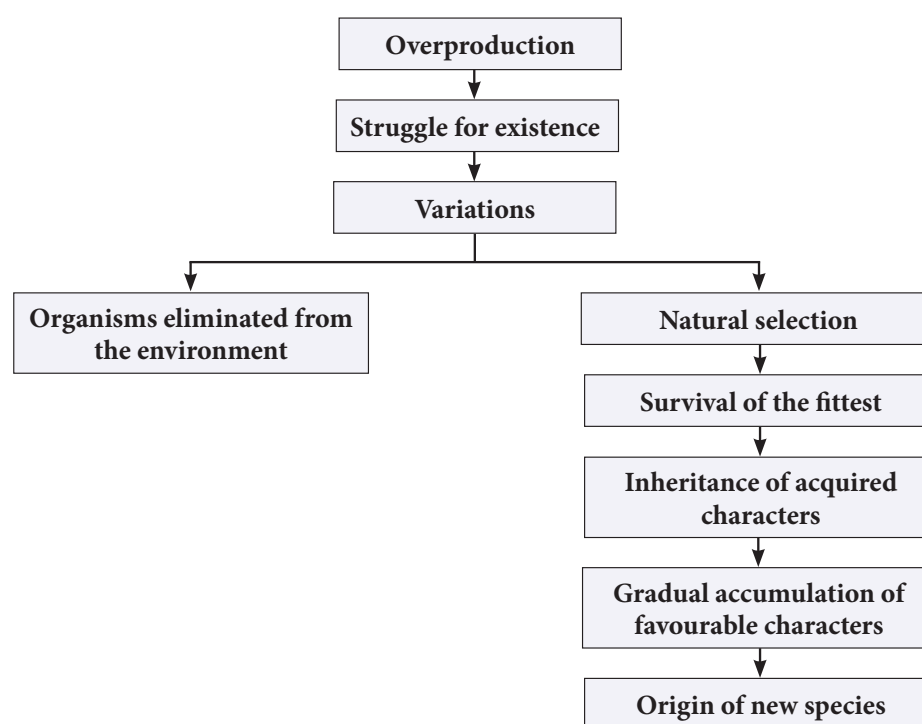 Overproduction
Struggle for existence
Variations
Organisms eliminated from
the environment
Natural selection
Survival of the fittest
Inheritance of acquired
characters
Gradual accumulation of
favourable characters
Origin of new species